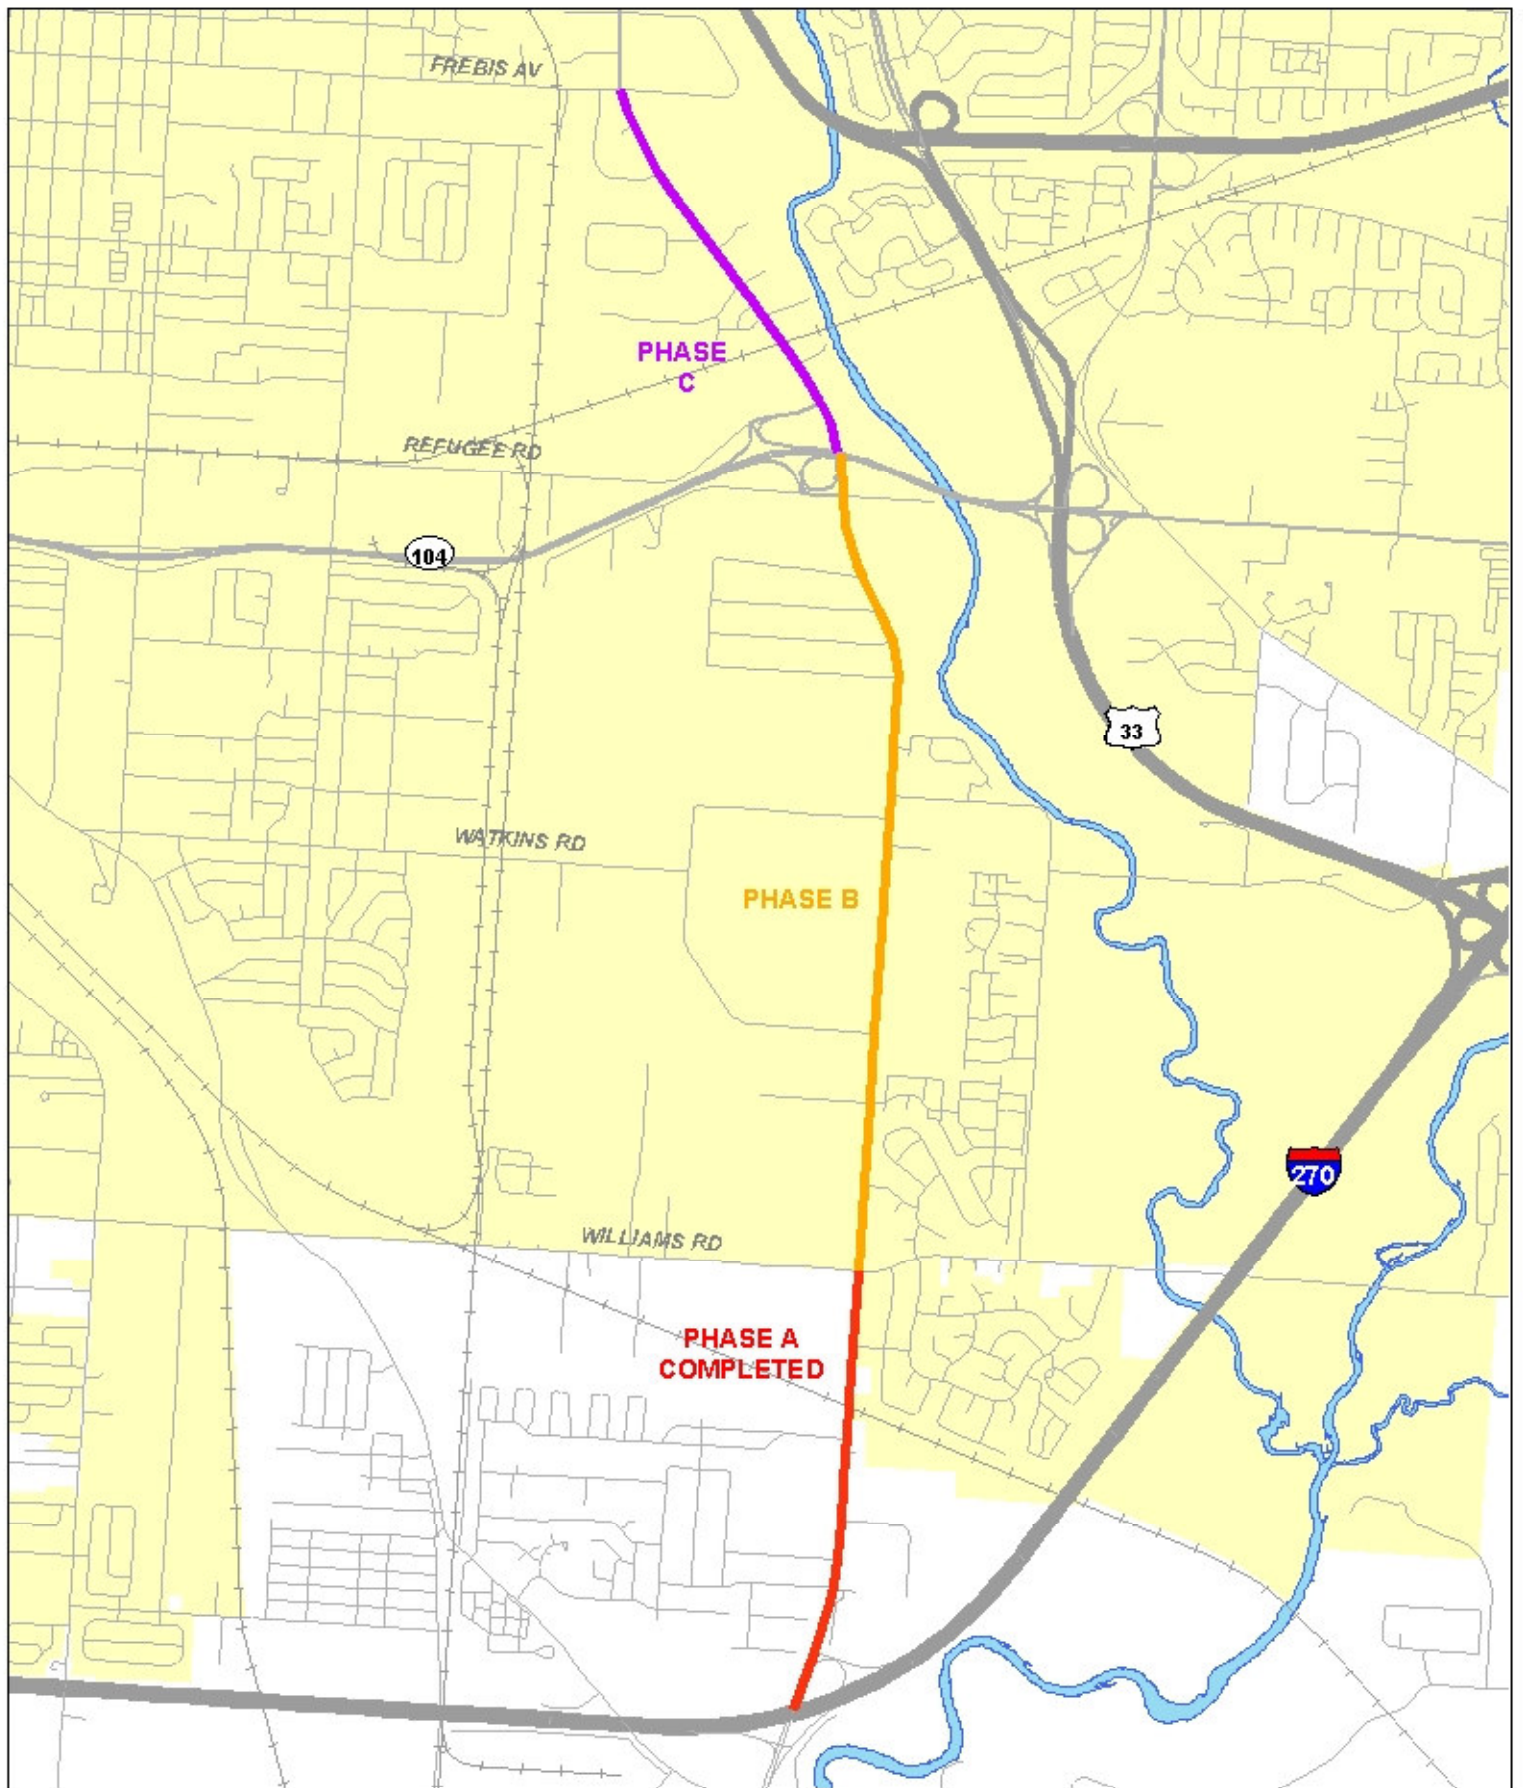 FREBIS AV
PHASE
C
REFUGEE RD
104
33
WATKINS RD
PHASE B
270
WILLIAMS RD
PHASE A
COMPLETED